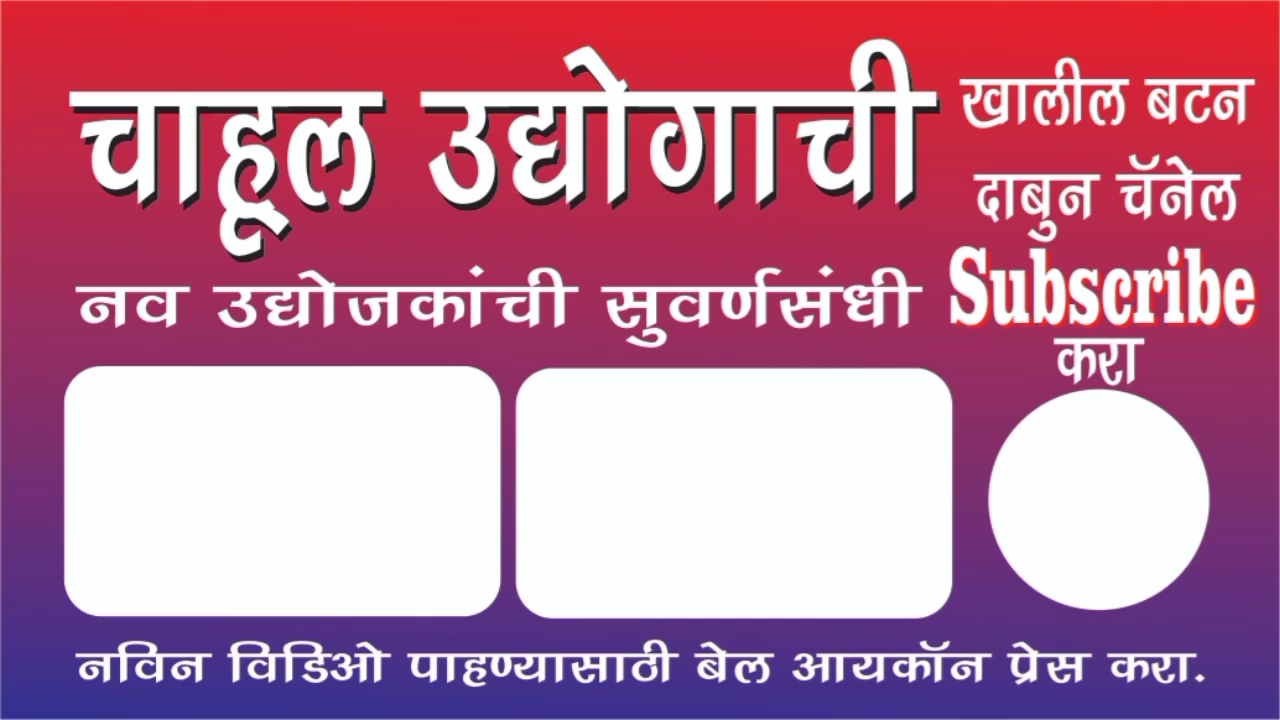 चाहूल उद्योगाची
नव उद्योजकांची सुवर्णसंधी
खालील बटन
दाबुन चॅनेल
Subscribe
करा
नविन विडिओ पाहण्यासाठी बेल आयकॉन प्रेस करा.